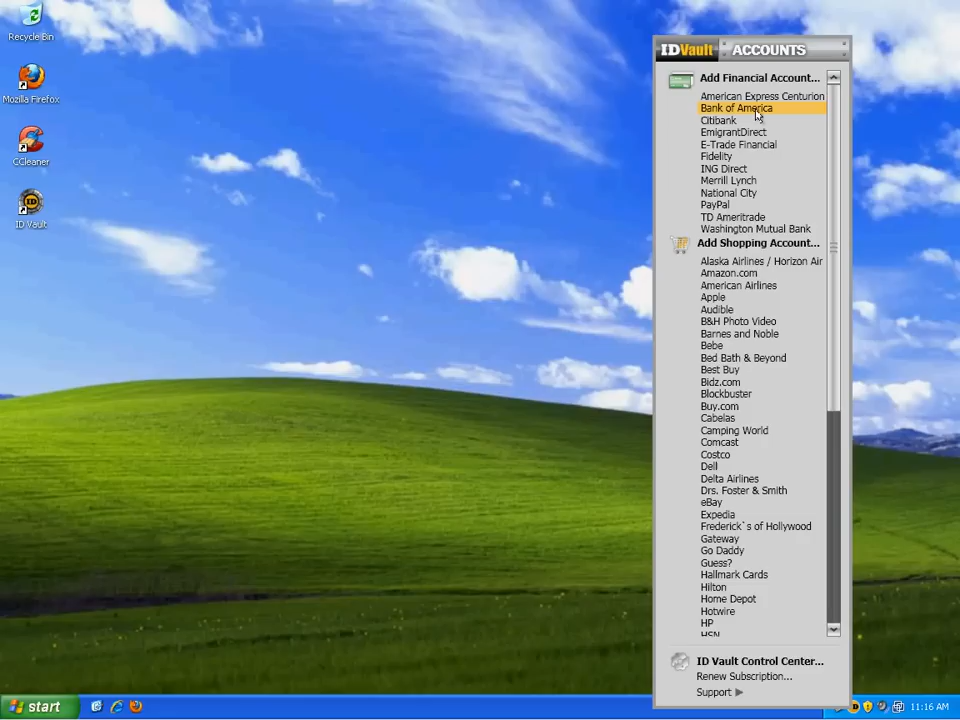 Recycle Bin
Mozilla Firefox
CCleaner
ID Vault
IDVault ACCOUNTS
Add Financial Account...
American Express Centurion
Bank of America
Citibank
EmigrantDirect
E-Trade Financial
Fidelity
ING Direct
Merrill Lynch
National City
PayPal
TD Ameritrade
Washington Mutual Bank
Add Shopping Account...
Alaska Airlines / Horizon Air
Amazon.com
American Airlines
Apple
Audible
B&H Photo Video
Barnes and Noble
Bebe
Bed Bath & Beyond
Best Buy
Bidz.com
Blockbuster
Buy.com
Cabelas
Camping World
Comcast
Costco
Dell
Delta Airlines
Drs. Foster & Smith
eBay
Expedia
Frederick`s of Hollywood
Gateway
Go Daddy
Guess?
Hallmark Cards
Hilton
Home Depot
Hotwire
HP
HSN
ID Vault Control Center...
Renew Subscription...
Support
start
11:16 AM